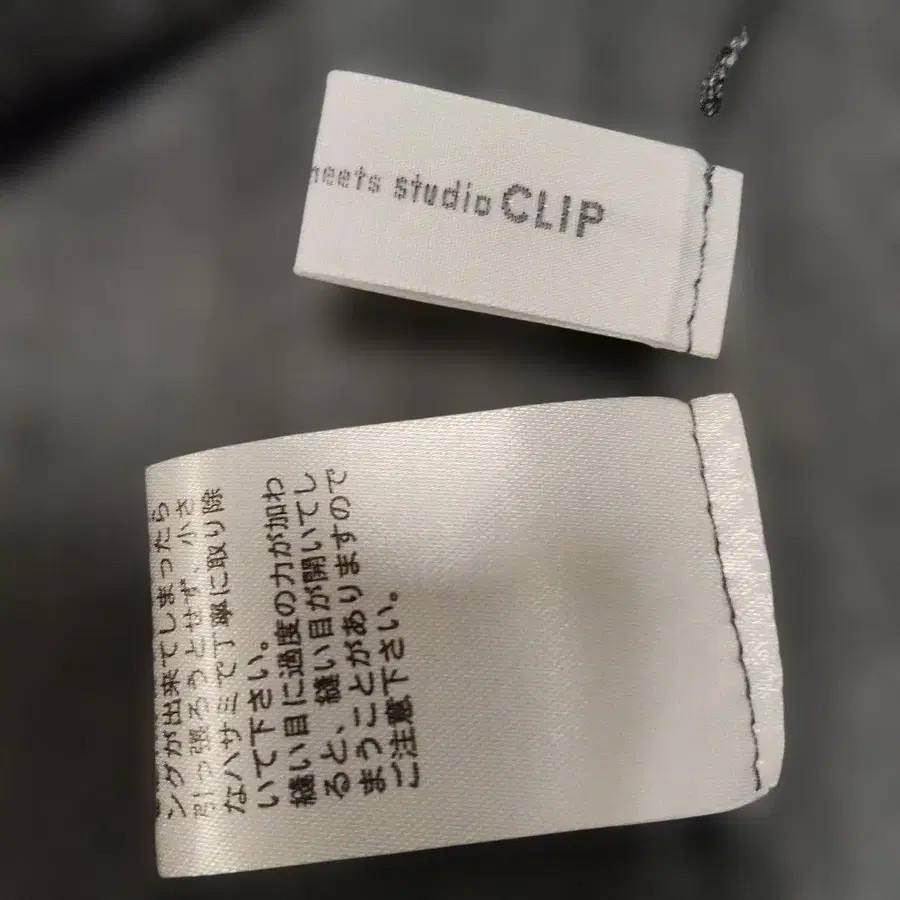 meets studio CLIP
ングが出来てしまったら
引っ張ろうとせず、小さ
なハサミで丁寧に取り除
いて下さい。
縫い目に過度の力が加わ
ると、縫い目が開いてし
まうことがありますので
ご注意下さい。